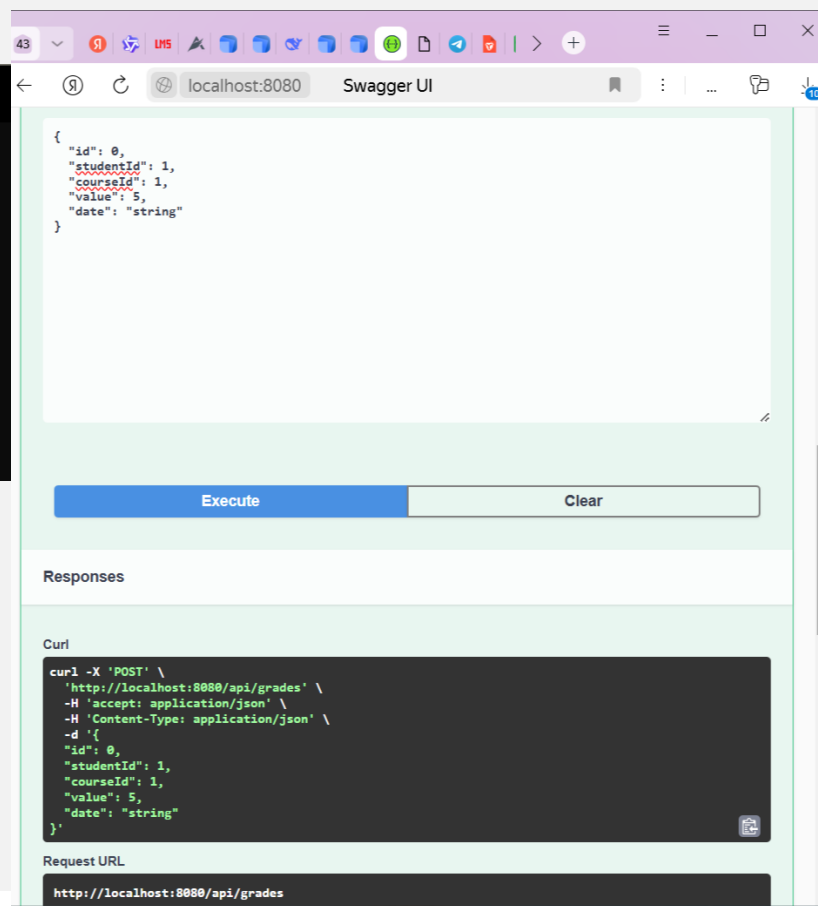 43
Я
LMS
Я
localhost:8080
Swagger UI
...
10
{
"id": 0,
"studentId": 1,
"courseId": 1,
"value": 5,
"date": "string"
}
Execute
Clear
Responses
Curl
curl -X 'POST' \
'http://localhost:8080/api/grades' \
-H 'accept: application/json' \
-H 'Content-Type: application/json' \
-d '{
"id": 0,
"studentId": 1,
"courseId": 1,
"value": 5,
"date": "string"
}'
Request URL
http://localhost:8080/api/grades